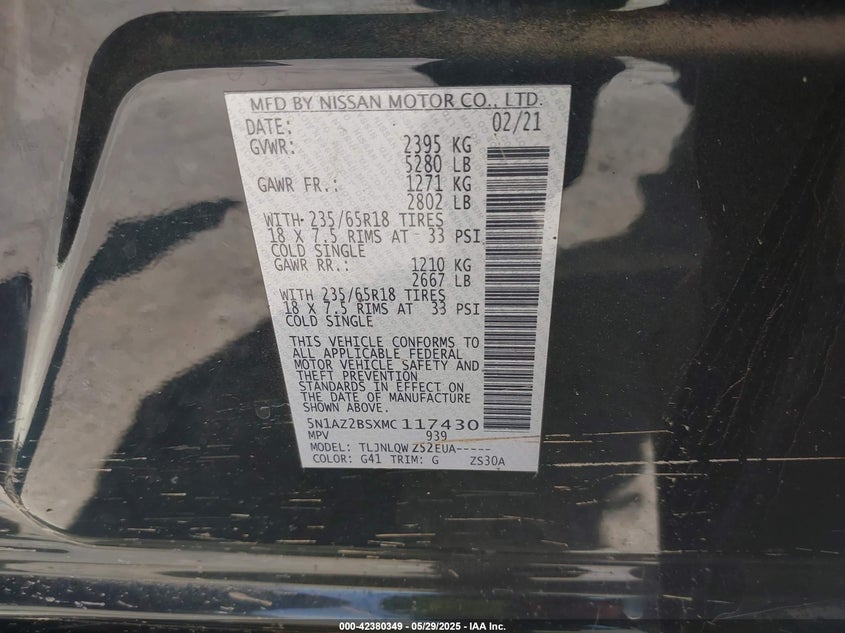 MFD BY NISSAN MOTOR CO., LTD.
DATE: 02/21
GVWR: 2395 KG
5280 LB
GAWR FR.: 1271 KG
2802 LB
WITH 235/65R18 TIRES
18 X 7.5 RIMS AT 33 PSI
COLD SINGLE
GAWR RR.: 1210 KG
2667 LB
WITH 235/65R18 TIRES
18 X 7.5 RIMS AT 33 PSI
COLD SINGLE
THIS VEHICLE CONFORMS TO
ALL APPLICABLE FEDERAL
MOTOR VEHICLE SAFETY AND
THEFT PREVENTION
STANDARDS IN EFFECT ON
THE DATE OF MANUFACTURE
SHOWN ABOVE.
5N1AZ2BSXMC117430
MPV 939
MODEL: TLJNLQWZS2EUA-----
COLOR: G41 TRIM: G ZS30A
000-42380349 - 05/29/2025 - IAA Inc.